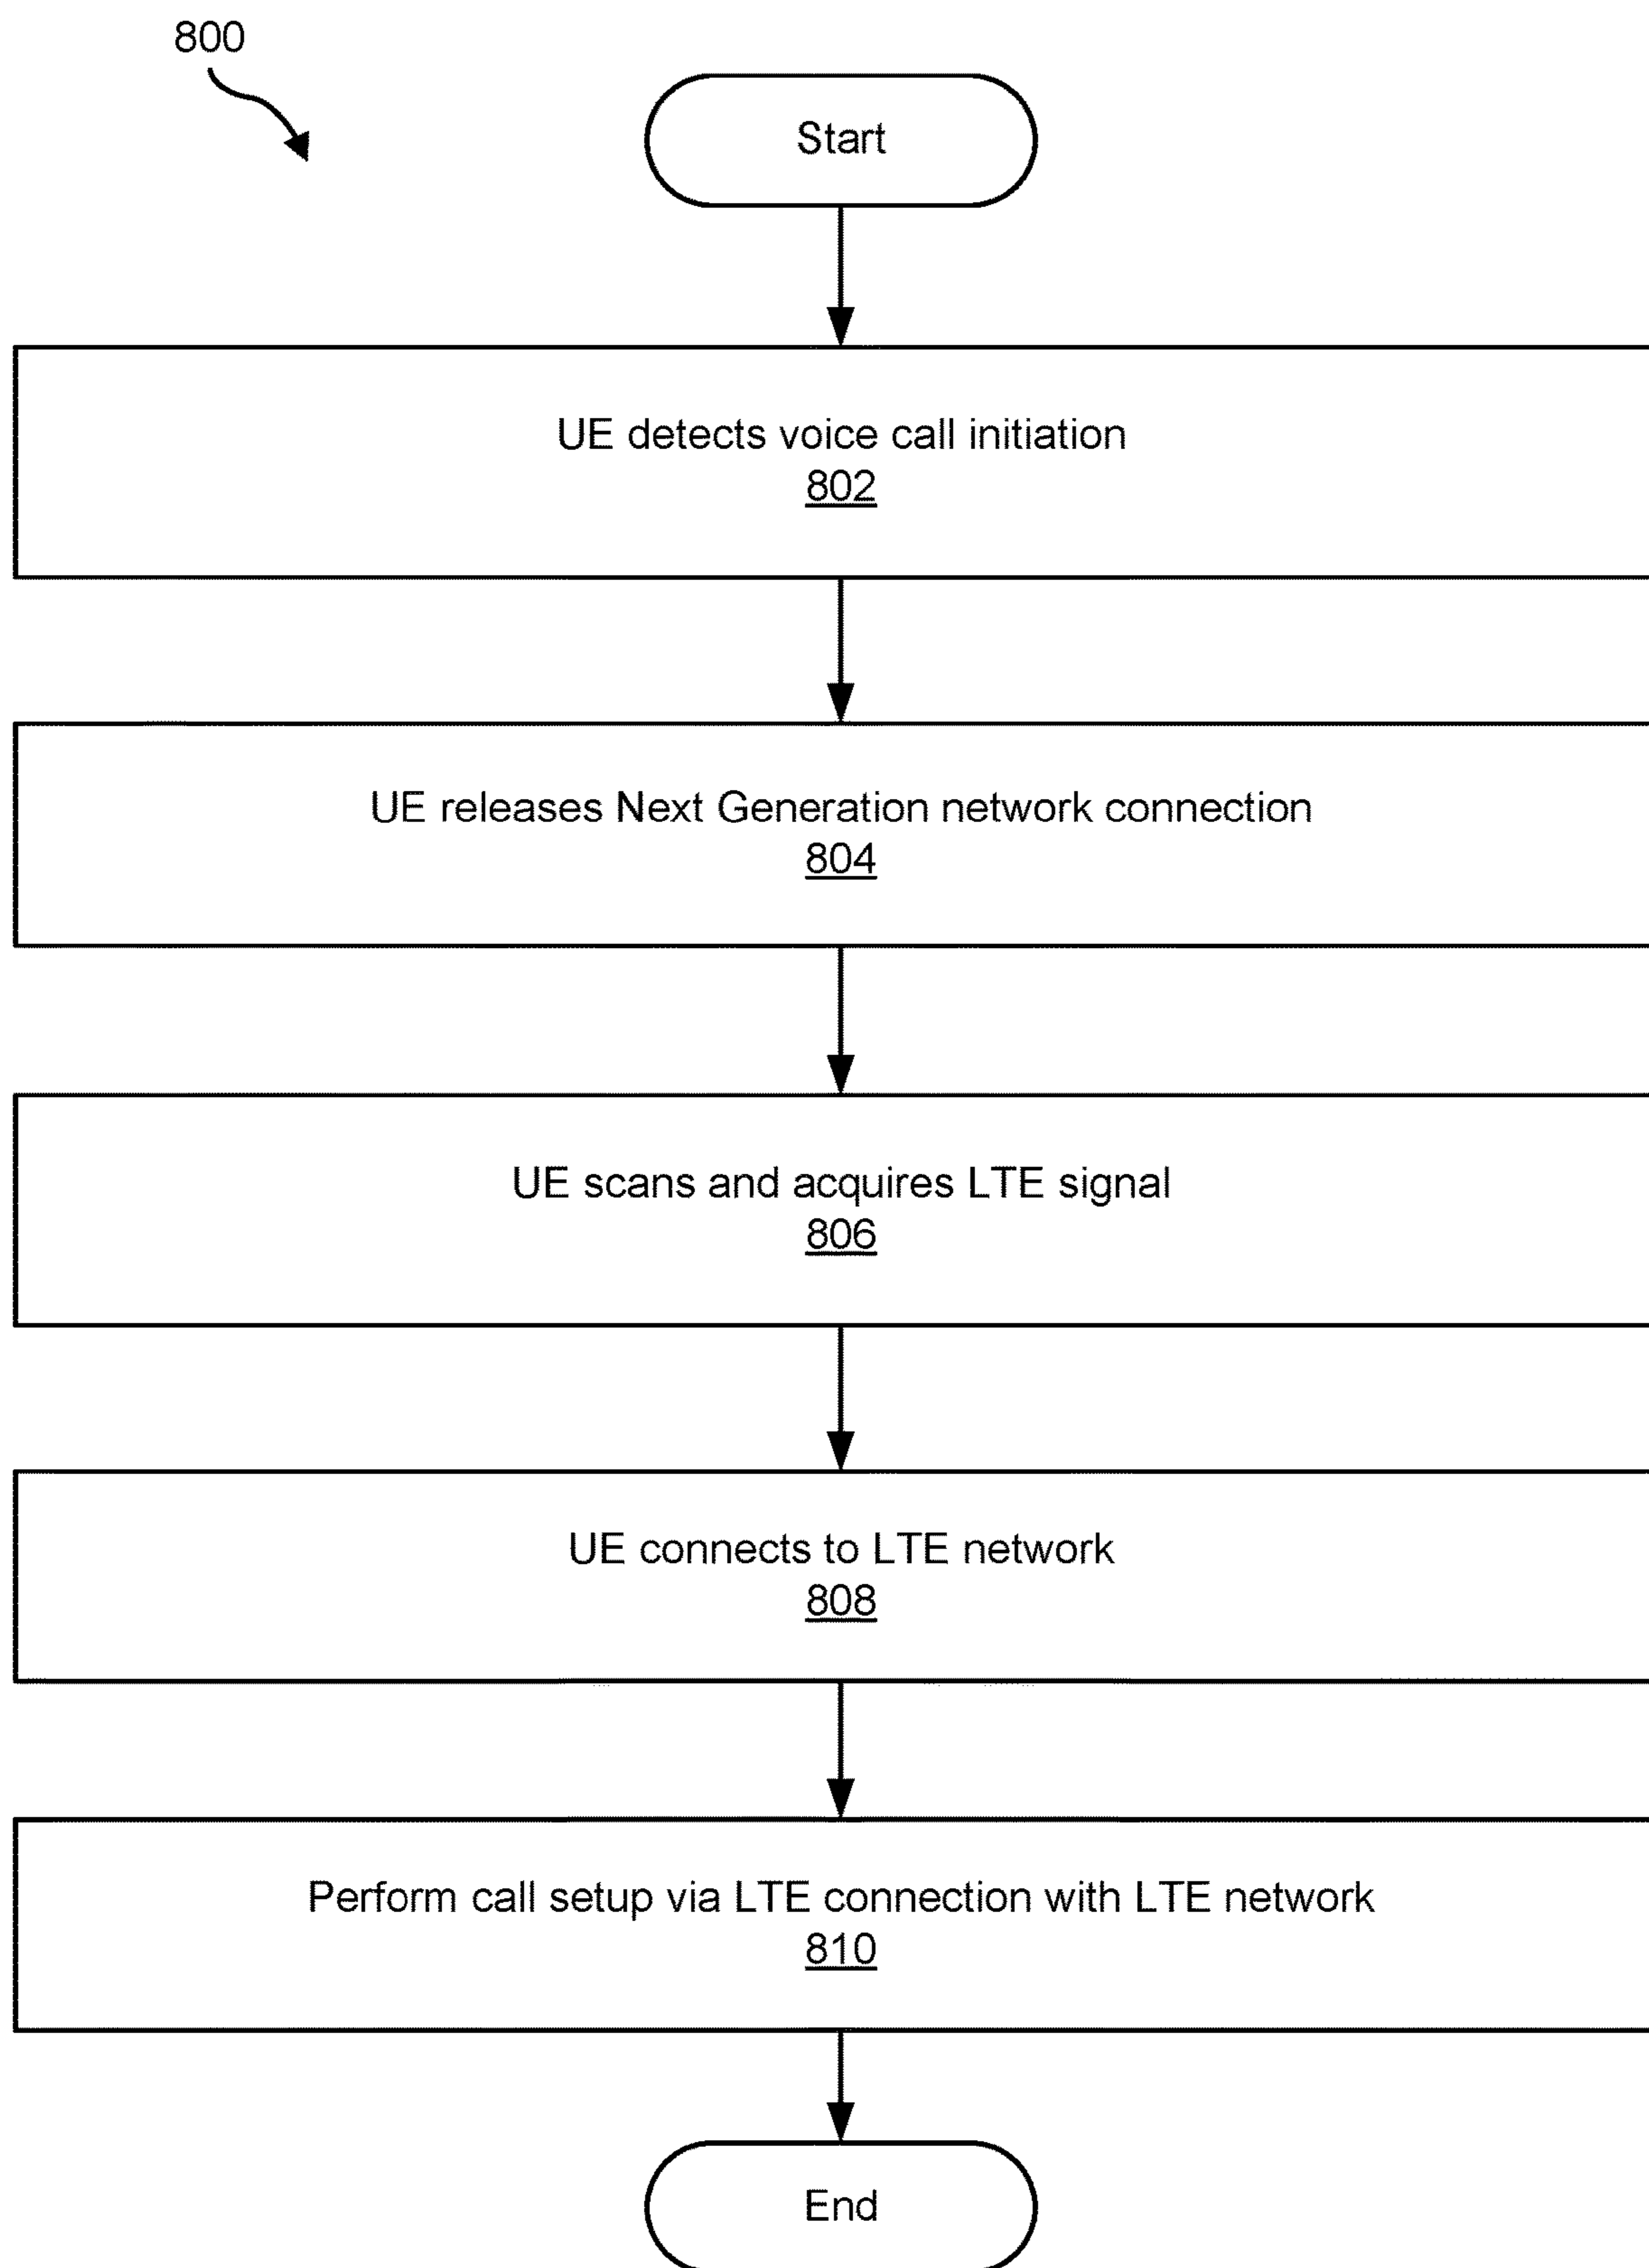 800
Start
UE detects voice call initiation
802
UE releases Next Generation network connection
804
UE scans and acquires LTE signal
806
UE connects to LTE network
808
Perform call setup via LTE connection with LTE network
810
End